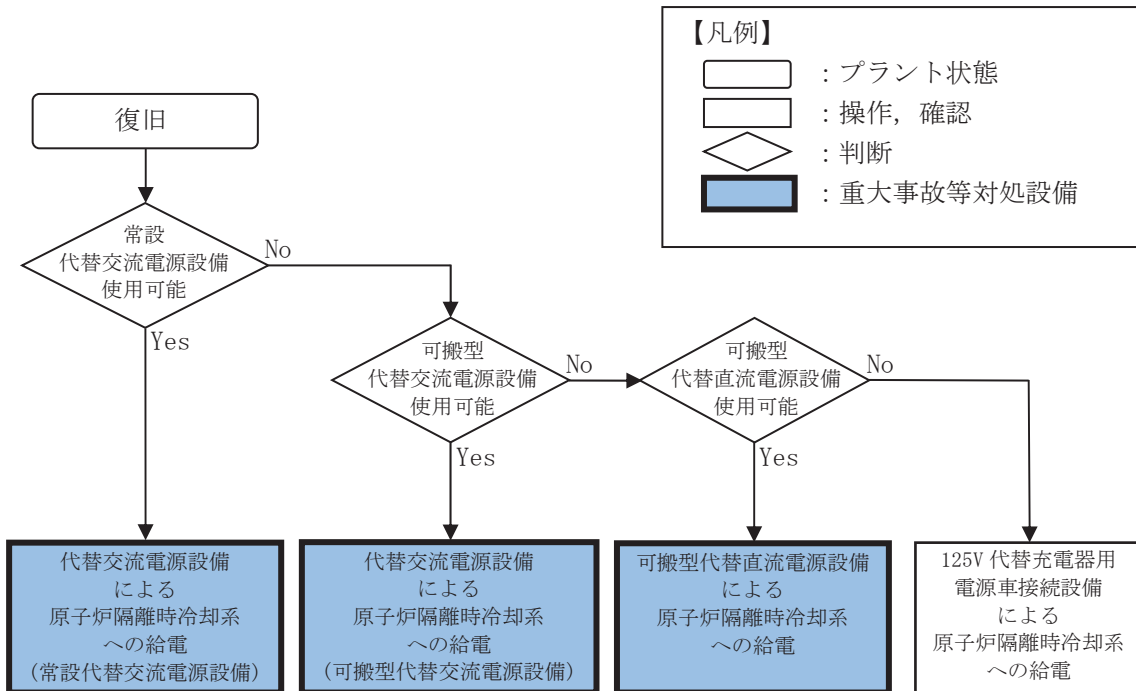 【凡例】
：プラント状態
：操作，確認
：判断
：重大事故等対処設備
復旧
常設
代替交流電源設備
使用可能
No
Yes
可搬型
代替交流電源設備
使用可能
No
Yes
可搬型
代替直流電源設備
使用可能
No
Yes
代替交流電源設備
による
原子炉隔離時冷却系
への給電
(常設代替交流電源設備)
代替交流電源設備
による
原子炉隔離時冷却系
への給電
(可搬型代替交流電源設備)
可搬型代替直流電源設備
による
原子炉隔離時冷却系
への給電
125V 代替充電器用
電源車接続設備
による
原子炉隔離時冷却系
への給電